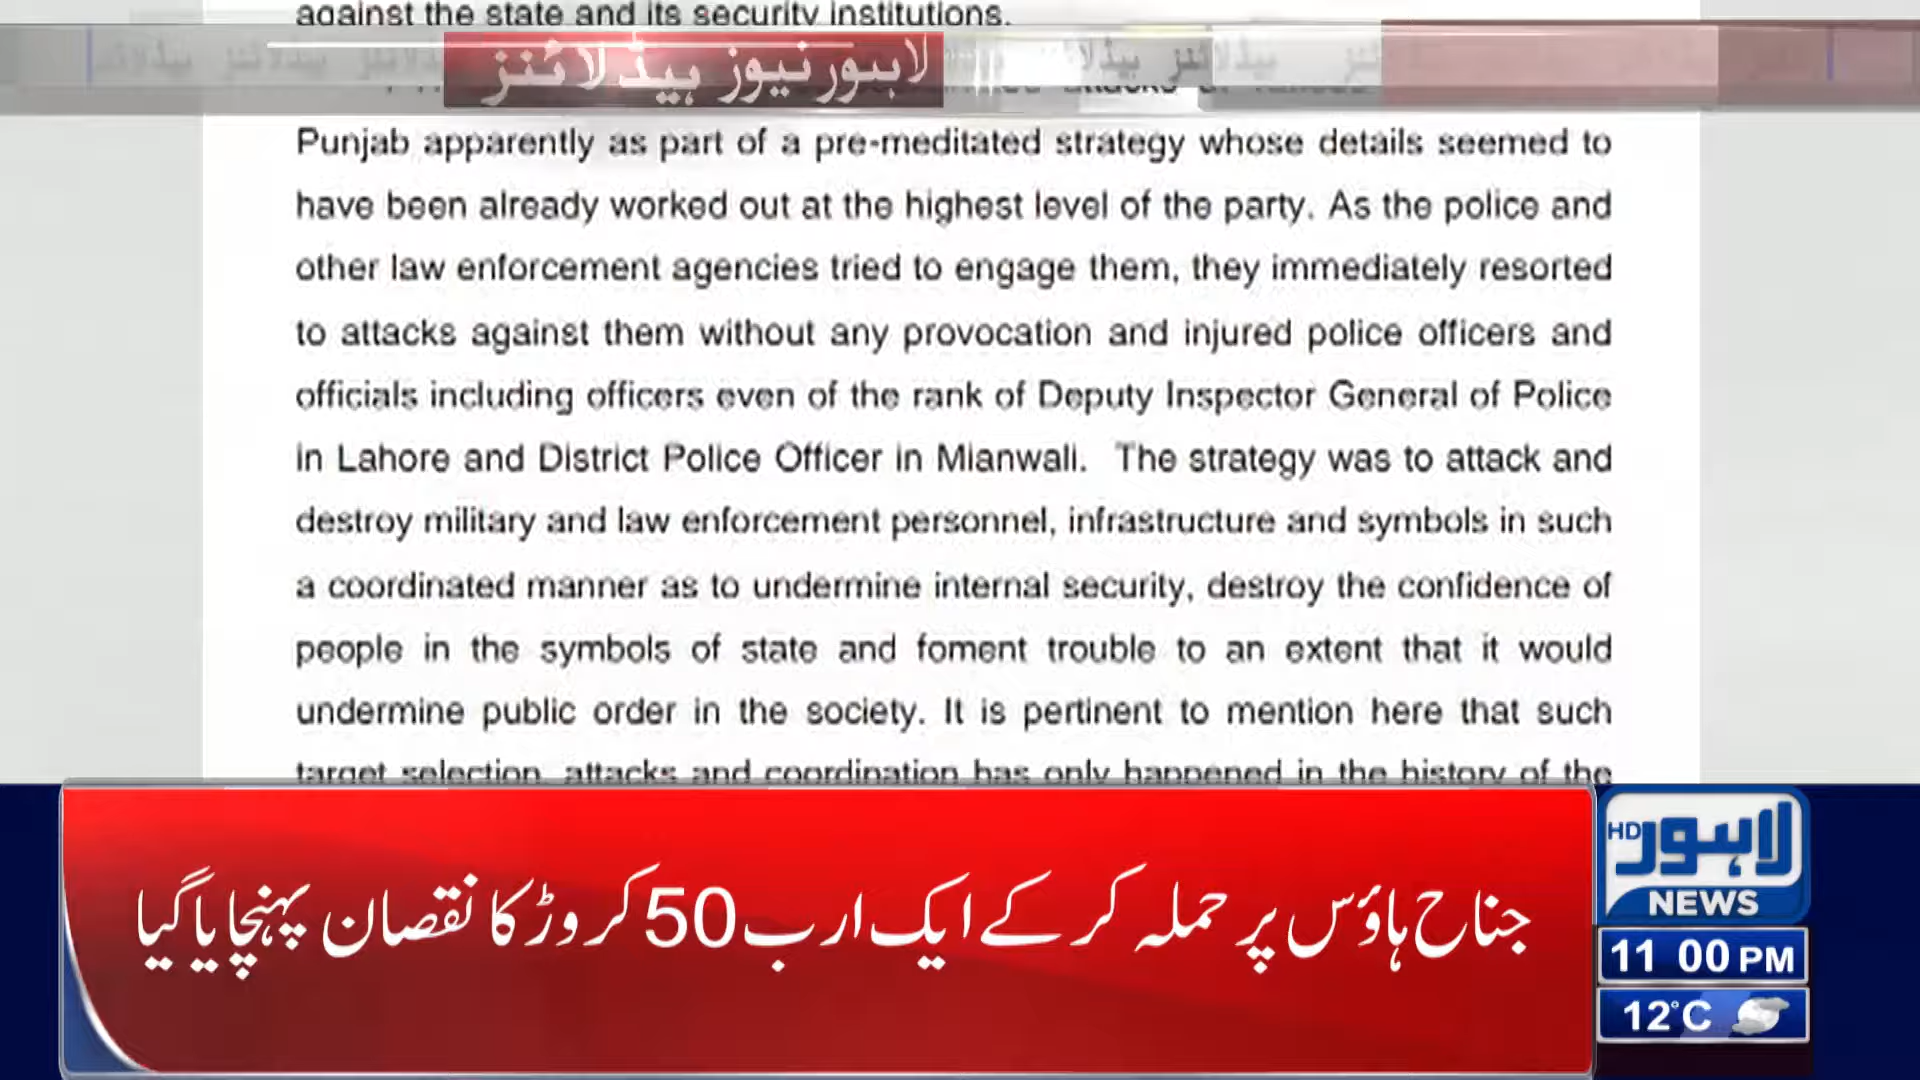 against the state and its security institutions.
لاہور نیوز ہیڈ لائنز
Punjab apparently as part of a pre-meditated strategy whose details seemed to
have been already worked out at the highest level of the party. As the police and
other law enforcement agencies tried to engage them, they immediately resorted
to attacks against them without any provocation and injured police officers and
officials including officers even of the rank of Deputy Inspector General of Police
in Lahore and District Police Officer in Mianwali. The strategy was to attack and
destroy military and law enforcement personnel, infrastructure and symbols in such
a coordinated manner as to undermine internal security, destroy the confidence of
people in the symbols of state and foment trouble to an extent that it would
undermine public order in the society. It is pertinent to mention here that such
target selection, attacks and coordination has only happened in the history of the
جناح ہاؤس پر حملہ کر کے ایک ارب 50 کروڑ کا نقصان پہنچایا گیا
لاہور HD
NEWS
11 00 PM
12°C